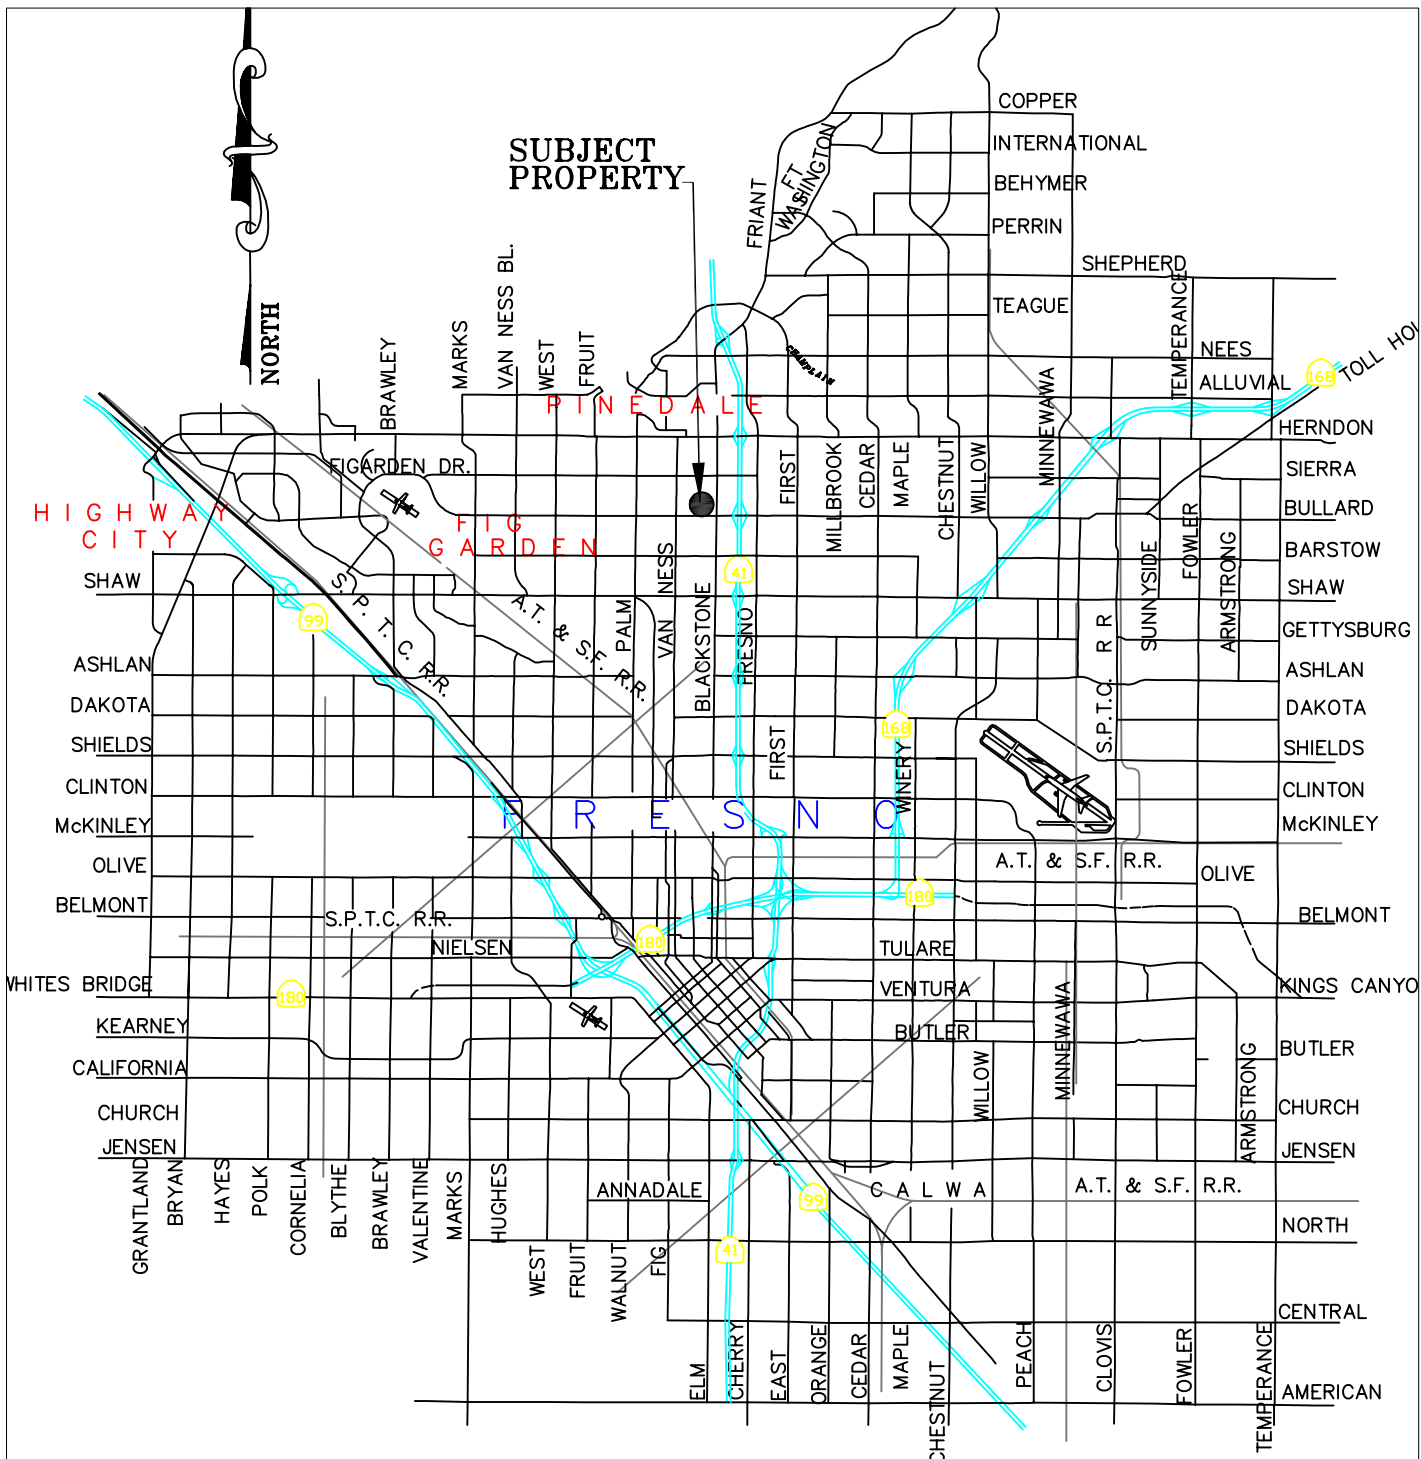 COPPER
INTERNATIONAL
BEHYMER
PERRIN
SHEPHERD
TEAGUE
SUBJECT
PROPERTY
FRIANT
FT
WASHINGTON
NORTH
BRAWLEY
MARKS
VAN NESS BL.
WEST
FRUIT
CHAMPLAIN
MINNEWAWA
TEMPERANCE
NEES
ALLUVIAL
168
TOLL HO
PINEDALE
HERNDON
SIERRA
BULLARD
BARSTOW
SHAW
GETTYSBURG
ASHLAN
DAKOTA
SHIELDS
CLINTON
McKINLEY
FIGARDEN DR.
HIGHWAY
CITY
FIG
GARDEN
FIRST
MILLBROOK
CEDAR
MAPLE
CHESTNUT
WILLOW
SUNNYSIDE
FOWLER
ARMSTRONG
SHAW
99
S. P. T. C. R.R.
A.T. & S.F. R.R.
PALM
VAN NESS
BLACKSTONE
41
FRESNO
S.P.T.C. R R
ASHLAN
DAKOTA
SHIELDS
CLINTON
McKINLEY
OLIVE
BELMONT
FIRST
168
WINERY
FRESNO
A.T. & S.F. R.R.
OLIVE
BELMONT
180
S.P.T.C. R.R.
NIELSEN
180
TULARE
VENTURA
BUTLER
WHITES BRIDGE
180
KINGS CANYO
KEARNEY
CALIFORNIA
CHURCH
JENSEN
WILLOW
MINNEWAWA
ARMSTRONG
BUTLER
CHURCH
JENSEN
GRANTLAND
BRYAN
HAYES
POLK
CORNELIA
BLYTHE
BRAWLEY
VALENTINE
MARKS
HUGHES
WEST
FRUIT
WALNUT
FIG
ANNADALE
99
CALWA
A.T. & S.F. R.R.
NORTH
41
CENTRAL
ELM
CHERRY
EAST
ORANGE
CEDAR
MAPLE
CHESTNUT
PEACH
CLOVIS
FOWLER
TEMPERANCE
AMERICAN